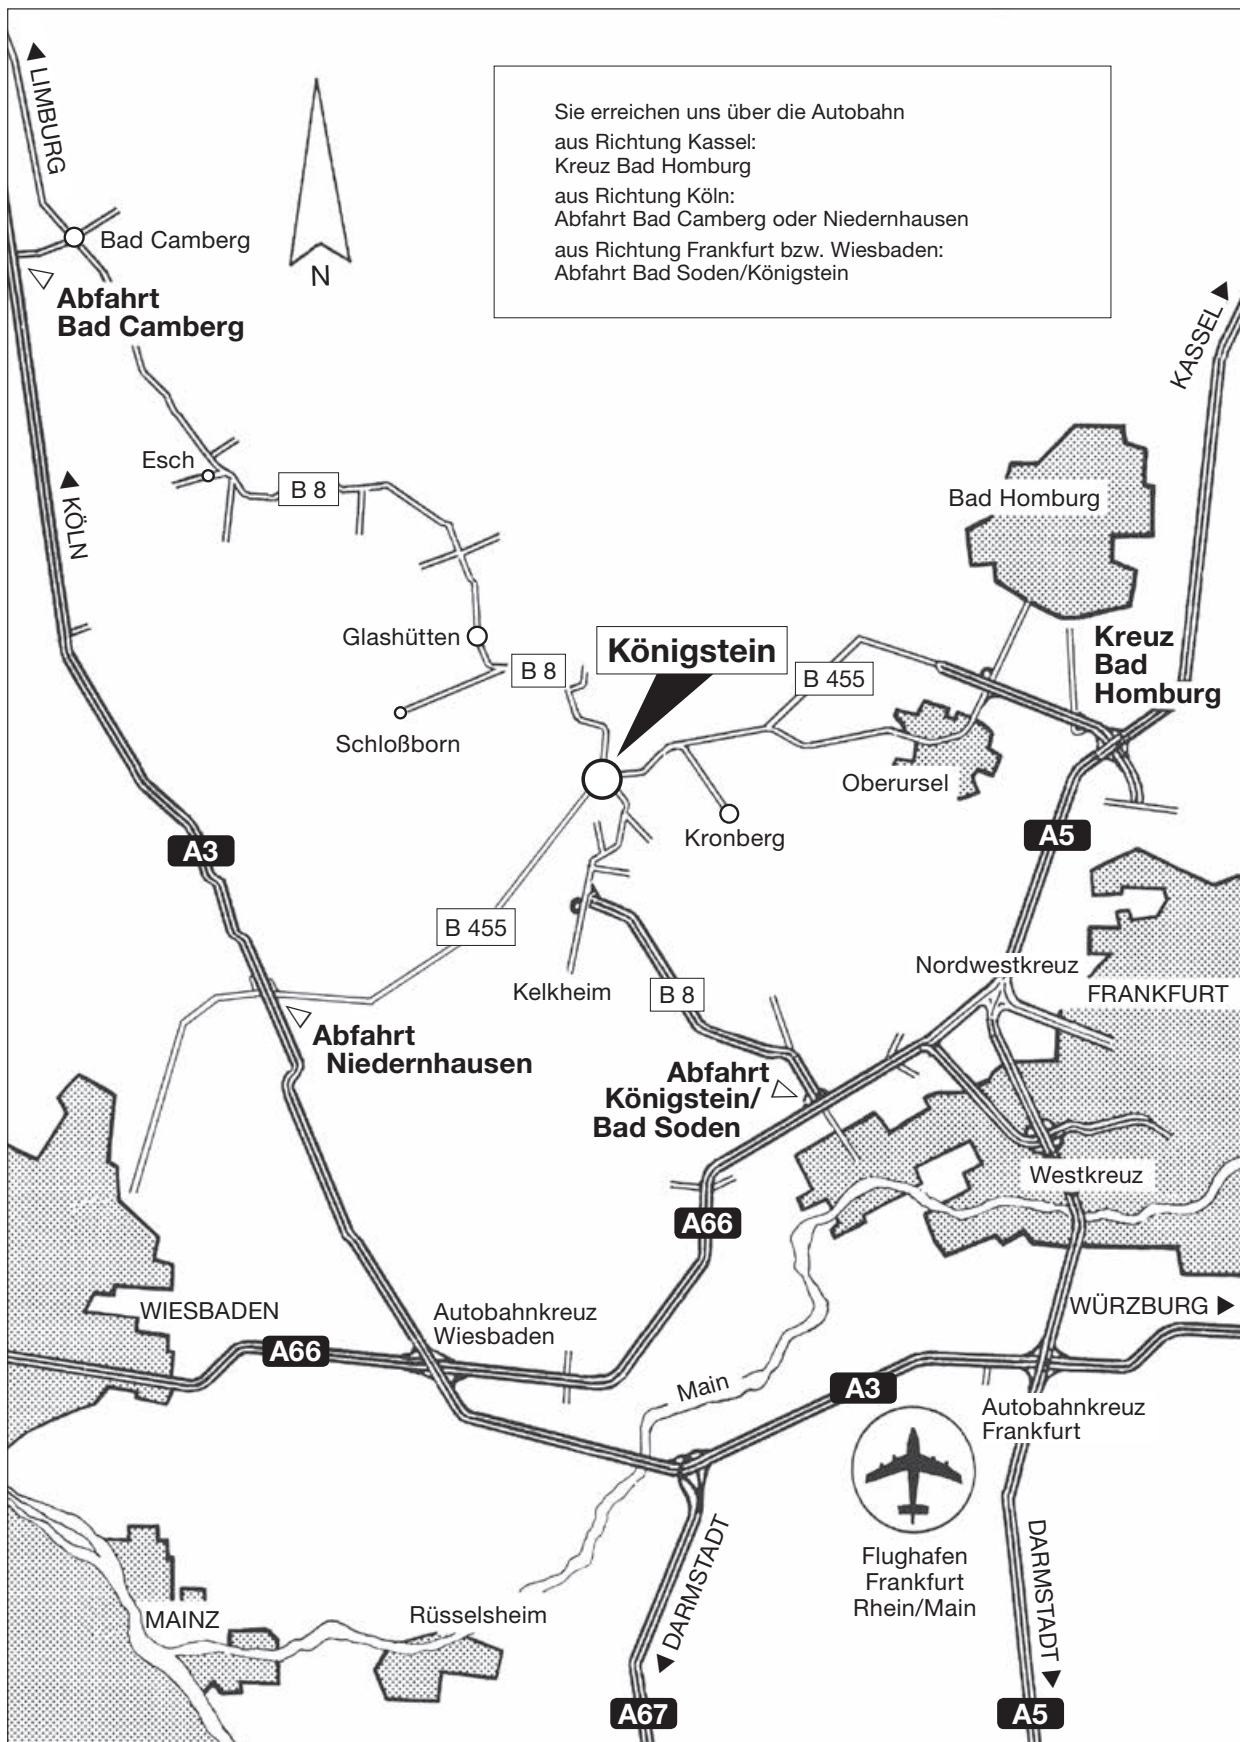 LIMBURG
Sie erreichen uns über die Autobahn
aus Richtung Kassel:
Kreuz Bad Homburg
aus Richtung Köln:
Abfahrt Bad Camberg oder Niedernhausen
aus Richtung Frankfurt bzw. Wiesbaden:
Abfahrt Bad Soden/Königstein
Bad Camberg
N
Abfahrt
Bad Camberg
KASSEL
Esch
B 8
KÖLN
Bad Homburg
Glashütten
B 8
Königstein
B 455
Kreuz
Bad
Homburg
Schloßborn
Oberursel
Kronberg
A3
A5
B 455
Kelkheim
B 8
Nordwestkreuz
FRANKFURT
Abfahrt
Niedernhausen
Abfahrt
Königstein/
Bad Soden
Westkreuz
A66
WIESBADEN
Autobahnkreuz
Wiesbaden
WÜRZBURG
A66
Main
A3
Autobahnkreuz
Frankfurt
Flughafen
Frankfurt
Rhein/Main
DARMSTADT
DARMSTADT
MAINZ
Rüsselsheim
A67
A5